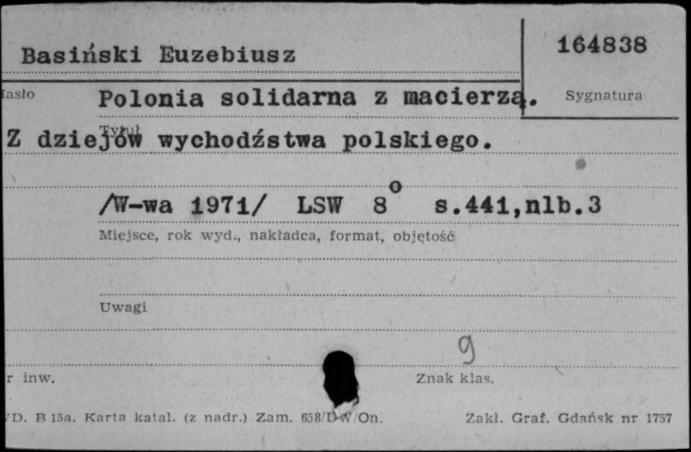 Basiński Euzebiusz
164838
Hasło
Polonia solidarna z macierzą.
Sygnatura
Tytuł
Z dziejów wychodźstwa polskiego.
/W-wa 1971/ LSW 8° s.441,nlb.3
Miejsce, rok wyd., nakładca, format, objętość
Uwagi
9
r inw.
Znak klas.
/D. B 15a. Karta katal. (z nadr.) Zam. 658/D-W/On.
Zakł. Graf. Gdańsk nr 1757